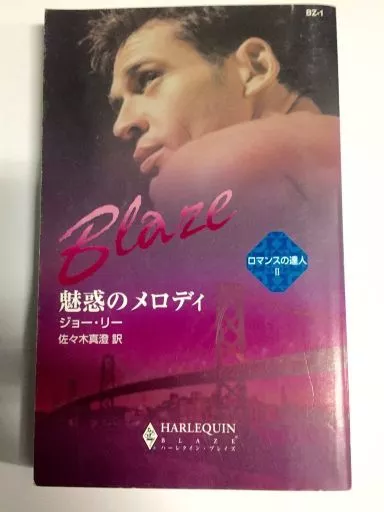 BZ-1
Blaze
ロマンスの達人
II
魅惑のメロディ
ジョー・リー
佐々木真澄 訳
HARLEQUIN
BLAZE
ハーレクイン・ブレイズ